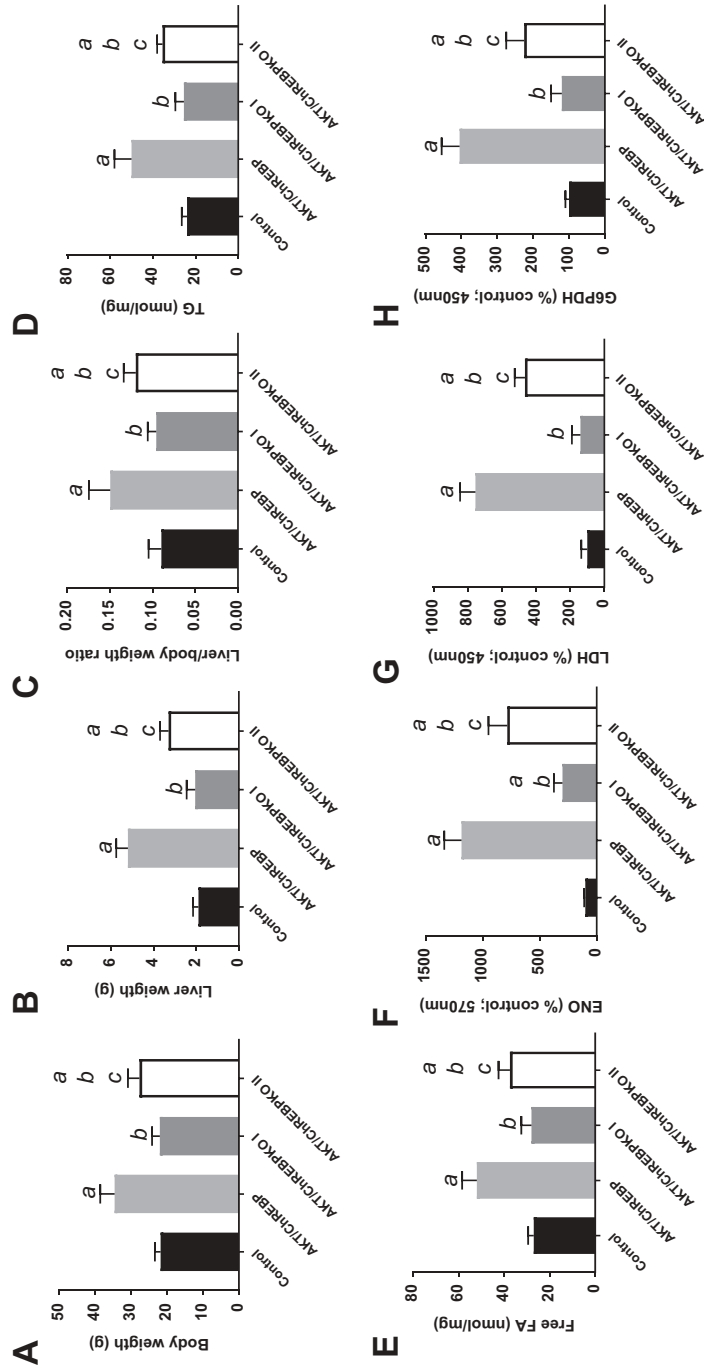 A
Body weigth (g)
50
40
30
20
10
0
a
b
a
b
c
Control
AKT/ChREBP
AKT/ChREBPKO I
AKT/ChREBPKO II
B
Liver weigth (g)
8
6
4
2
0
a
b
a
b
c
Control
AKT/ChREBP
AKT/ChREBPKO I
AKT/ChREBPKO II
C
Liver/body weigth ratio
0.20
0.15
0.10
0.05
0.00
a
b
a
b
c
Control
AKT/ChREBP
AKT/ChREBPKO I
AKT/ChREBPKO II
D
TG (nmol/mg)
80
60
40
20
0
a
b
a
b
c
Control
AKT/ChREBP
AKT/ChREBPKO I
AKT/ChREBPKO II
E
Free FA (nmol/mg)
80
60
40
20
0
a
b
a
b
c
Control
AKT/ChREBP
AKT/ChREBPKO I
AKT/ChREBPKO II
F
ENO (% control; 570nm)
1500
1000
500
0
a
a
b
a
b
c
Control
AKT/ChREBP
AKT/ChREBPKO I
AKT/ChREBPKO II
G
LDH (% control; 450nm)
1000
800
600
400
200
0
a
b
a
b
c
Control
AKT/ChREBP
AKT/ChREBPKO I
AKT/ChREBPKO II
H
G6PDH (% control; 450nm)
500
400
300
200
100
0
a
b
a
b
c
Control
AKT/ChREBP
AKT/ChREBPKO I
AKT/ChREBPKO II